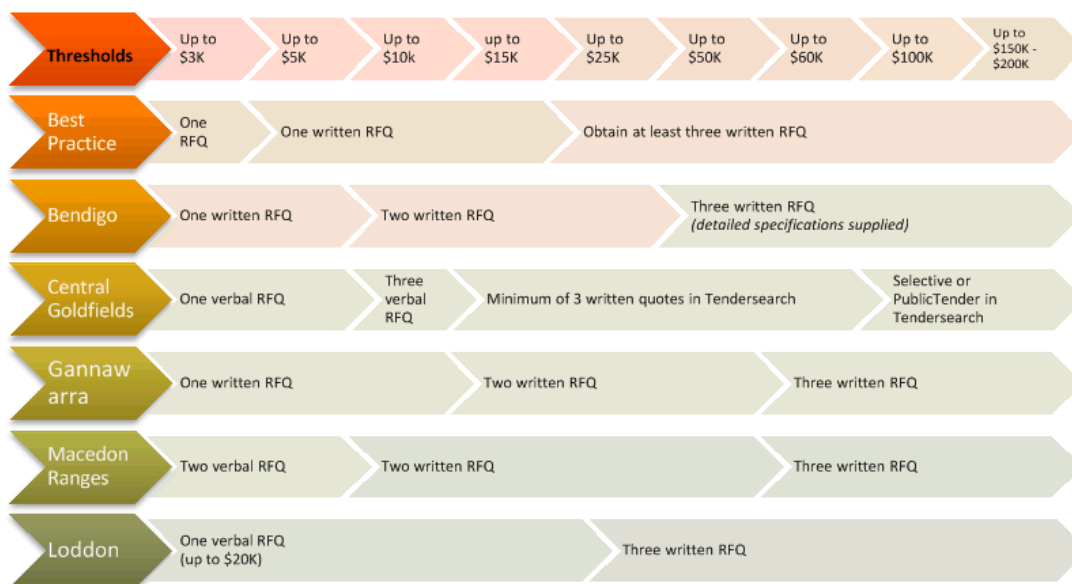 Thresholds
Up to
$3K
Up to
$5K
Up to
$10k
up to
$15K
Up to
$25K
Up to
$50K
Up to
$60K
Up to
$100K
Up to
$150K -
$200K
Best
Practice
One
RFQ
One written RFQ
Obtain at least three written RFQ
Bendigo
One written RFQ
Two written RFQ
Three written RFQ
(detailed specifications supplied)
Central
Goldfields
One verbal RFQ
Three
verbal
RFQ
Minimum of 3 written quotes in Tendersearch
Selective or
PublicTender in
Tendersearch
Gannaw
arra
One written RFQ
Two written RFQ
Three written RFQ
Macedon
Ranges
Two verbal RFQ
Two written RFQ
Three written RFQ
Loddon
One verbal RFQ
(up to $20K)
Three written RFQ